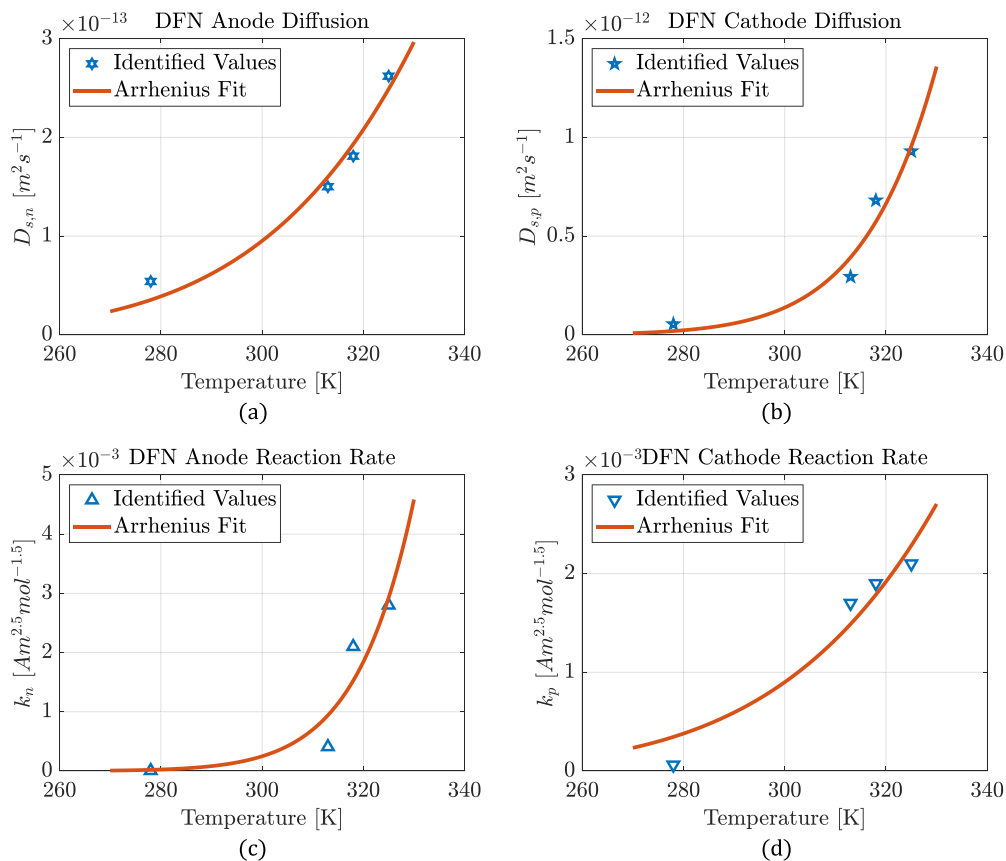 ×10⁻¹³ DFN Anode Diffusion
3
2
1
0
D_{s,n} [m²s⁻¹]
Identified Values
Arrhenius Fit
260 280 300 320 340
Temperature [K]
(a)
×10⁻¹² DFN Cathode Diffusion
1.5
1
0.5
0
D_{s,p} [m²s⁻¹]
Identified Values
Arrhenius Fit
260 280 300 320 340
Temperature [K]
(b)
×10⁻³ DFN Anode Reaction Rate
5
4
3
2
1
0
k_n [Am^{2.5}mol^{−1.5}]
Identified Values
Arrhenius Fit
260 280 300 320 340
Temperature [K]
(c)
×10⁻³DFN Cathode Reaction Rate
3
2
1
0
k_p [Am^{2.5}mol^{−1.5}]
Identified Values
Arrhenius Fit
260 280 300 320 340
Temperature [K]
(d)